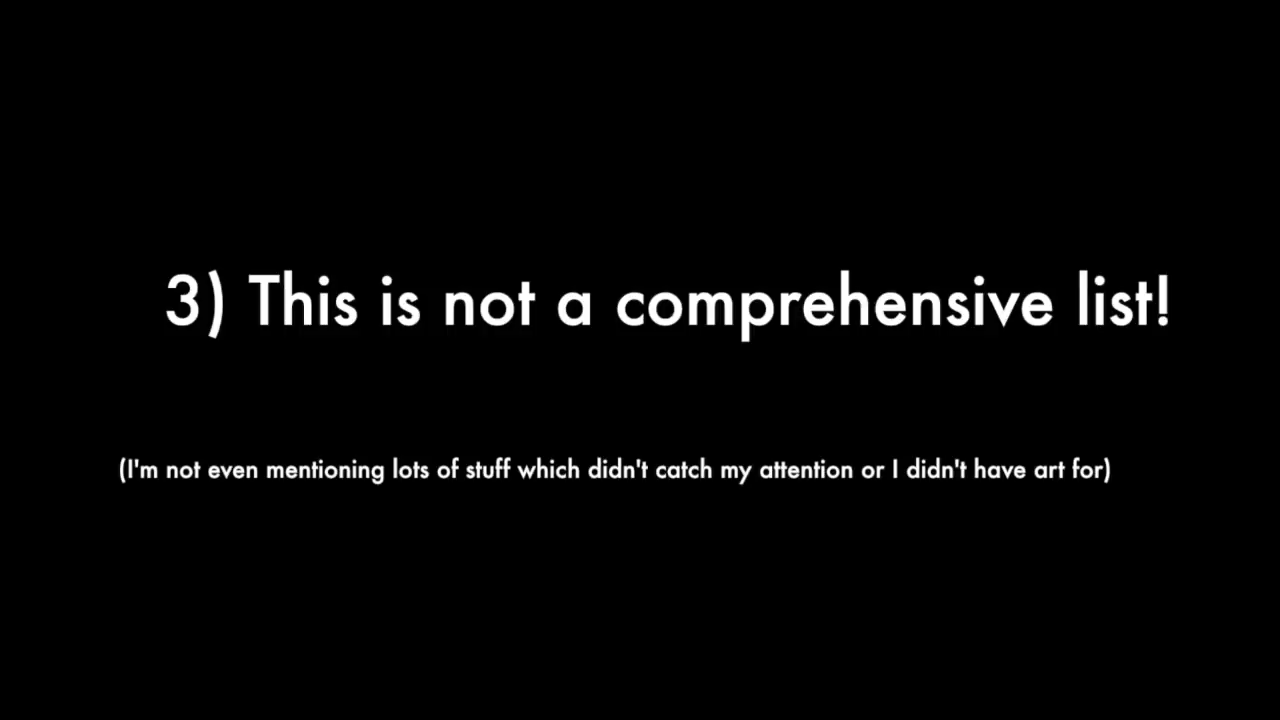 3) This is not a comprehensive list!
(I'm not even mentioning lots of stuff which didn't catch my attention or I didn't have art for)